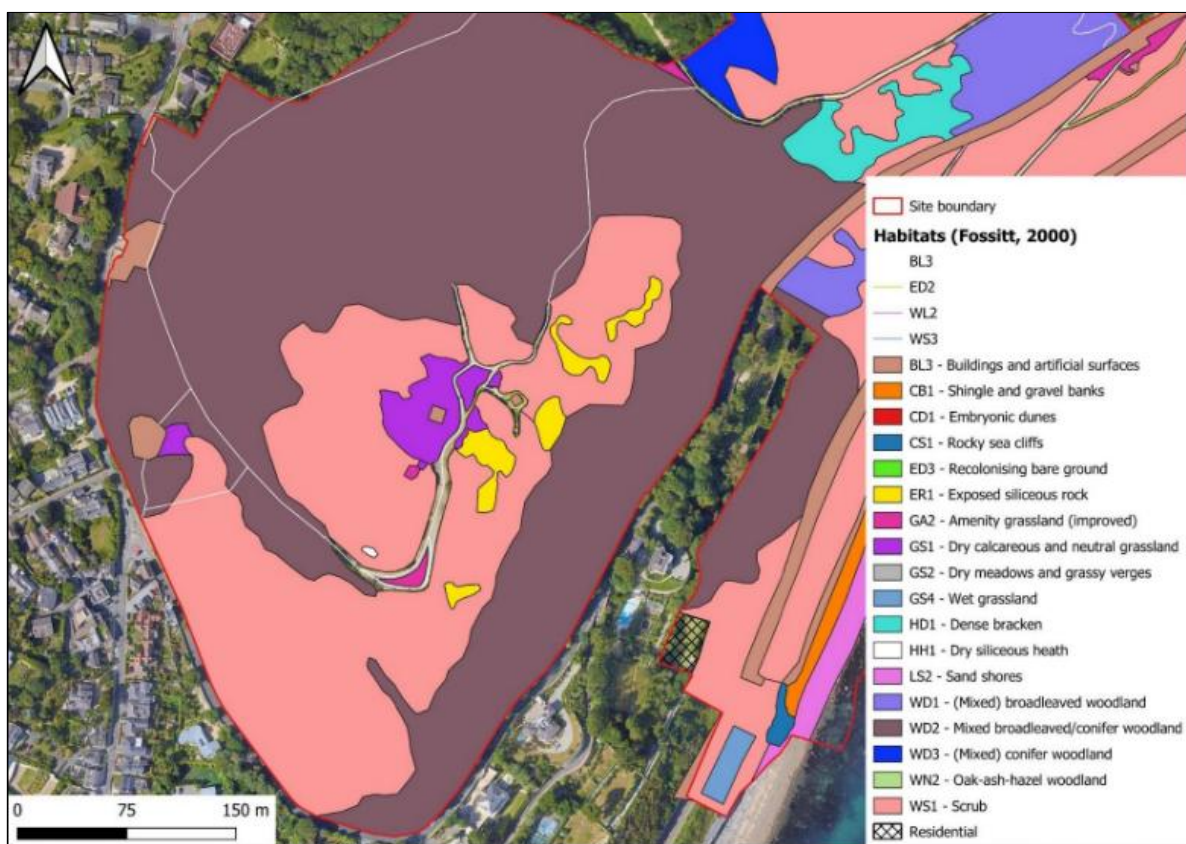 Site boundary
Habitats (Fossitt, 2000)
BL3
ED2
WL2
WS3
BL3 - Buildings and artificial surfaces
CB1 - Shingle and gravel banks
CD1 - Embryonic dunes
CS1 - Rocky sea cliffs
ED3 - Recolonising bare ground
ER1 - Exposed siliceous rock
GA2 - Amenity grassland (improved)
GS1 - Dry calcareous and neutral grassland
GS2 - Dry meadows and grassy verges
GS4 - Wet grassland
HD1 - Dense bracken
HH1 - Dry siliceous heath
LS2 - Sand shores
WD1 - (Mixed) broadleaved woodland
WD2 - Mixed broadleaved/conifer woodland
WD3 - (Mixed) conifer woodland
WN2 - Oak-ash-hazel woodland
WS1 - Scrub
Residential
0 75 150 m